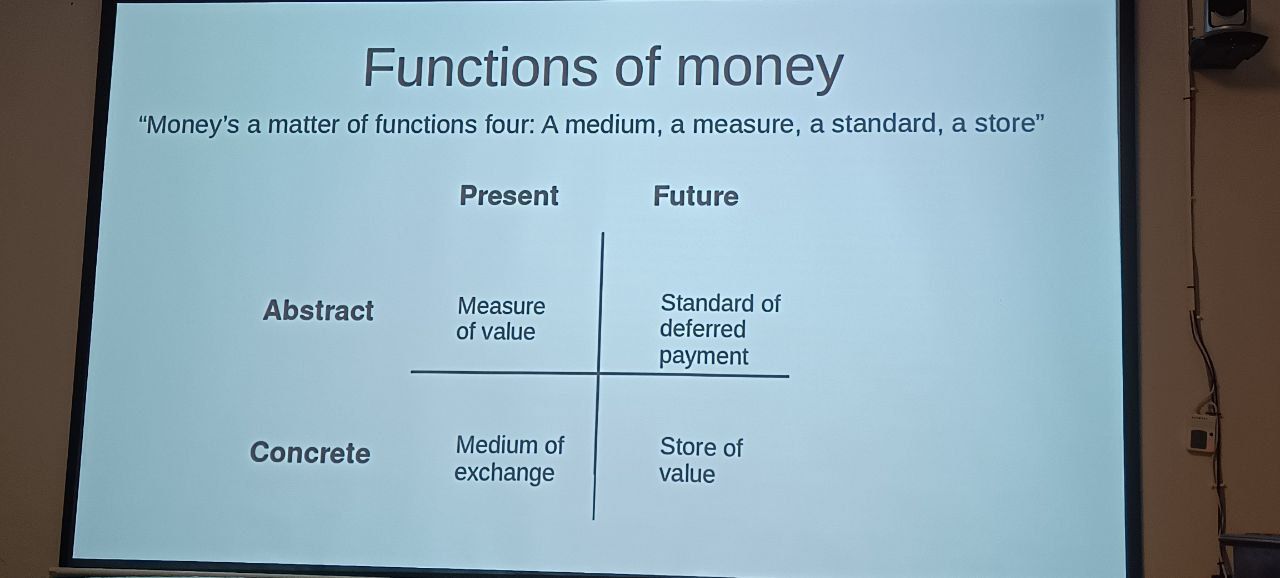 Functions of money
“Money’s a matter of functions four: A medium, a measure, a standard, a store”
Present Future
Abstract
Measure
of value
Standard of
deferred
payment
Concrete
Medium of
exchange
Store of
value